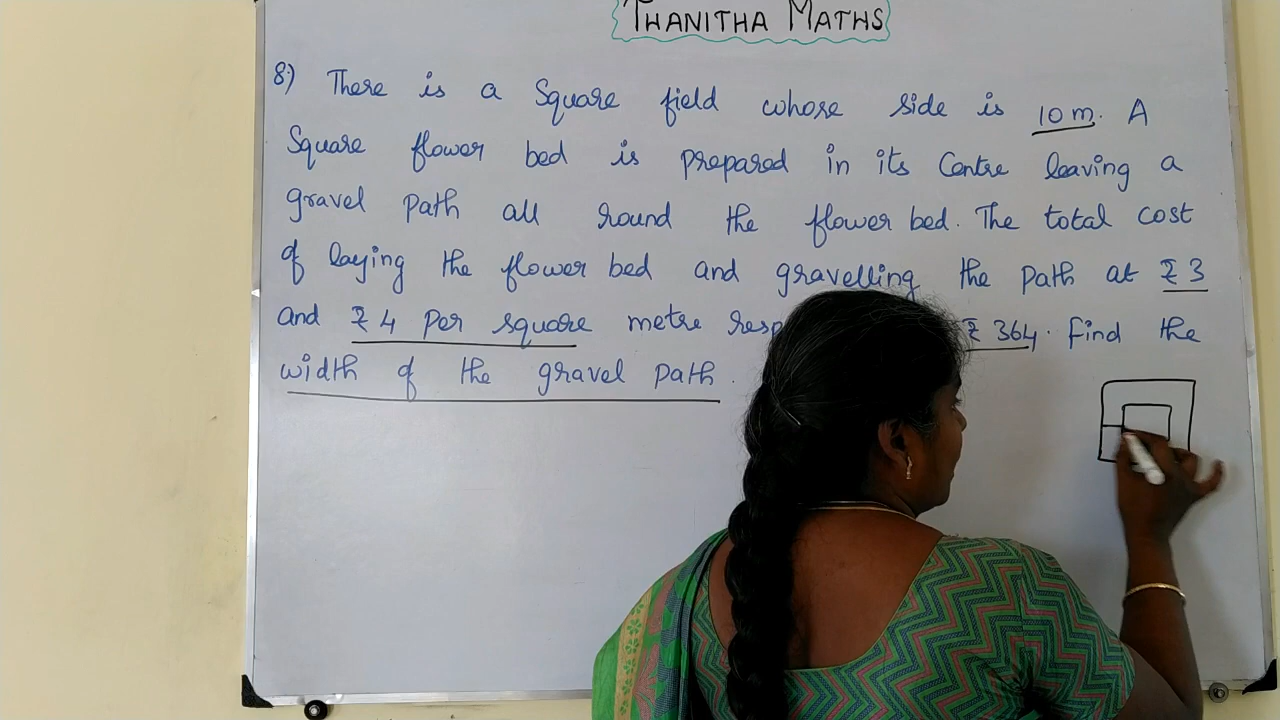 THANITHA MATHS
8) There is a Square field whose side is 10 m. A
Square flower bed is prepared in its Centre leaving a
gravel Path all round the flower bed. The total cost
of laying the flower bed and gravelling the Path at ₹ 3
and ₹ 4 Per square metre ₹ 364. Find the
width of the gravel Path.